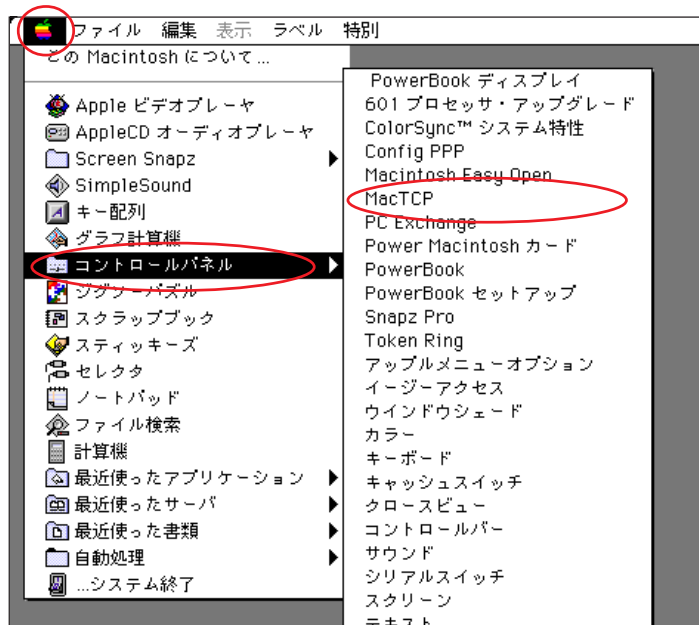 ファイル 編集 表示 ラベル 特別
この Macintosh について...
Apple ビデオプレーヤ
AppleCD オーディオプレーヤ
Screen Snapz
SimpleSound
キー配列
グラフ計算機
コントロールパネル
ジグソーパズル
スクラップブック
スティッキーズ
セレクタ
ノートパッド
ファイル検索
計算機
最近使ったアプリケーション
最近使ったサーバ
最近使った書類
自動処理
...システム終了
PowerBook ディスプレイ
601 プロセッサ・アップグレード
ColorSync™ システム特性
Config PPP
Macintosh Easy Open
MacTCP
PC Exchange
Power Macintosh カード
PowerBook
PowerBook セットアップ
Snapz Pro
Token Ring
アップルメニューオプション
イージーアクセス
ウインドウシェード
カラー
キーボード
キャッシュスイッチ
クロースビュー
コントロールバー
サウンド
シリアルスイッチ
スクリーン
テキスト